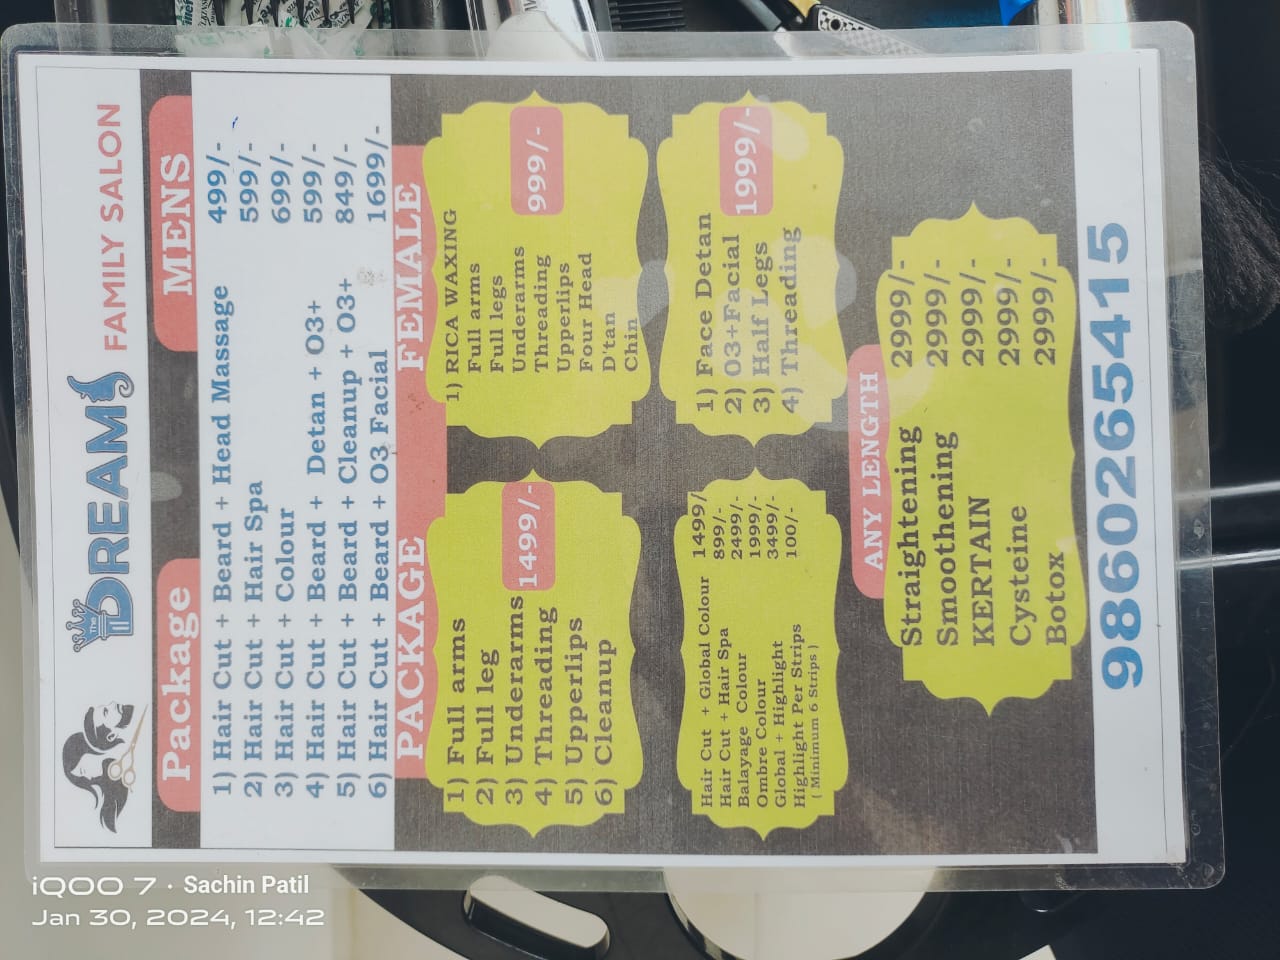 The DREAMS FAMILY SALON
Package MENS
1) Hair Cut + Beard + Head Massage 499/-
2) Hair Cut + Hair Spa 599/-
3) Hair Cut + Colour 699/-
4) Hair Cut + Beard + Detan + O3+ 599/-
5) Hair Cut + Beard + Cleanup + O3+ 849/-
6) Hair Cut + Beard + O3 Facial 1699/-
PACKAGE FEMALE
1) Full arms
2) Full leg
3) Underarms
4) Threading
5) Upperlips
6) Cleanup
1499/-
1) RICA WAXING
Full arms
Full legs
Underarms
Threading
Upperlips
Four Head
D'tan
Chin
999/-
Hair Cut + Global Colour 1499/
Hair Cut + Hair Spa 899/-
Balayage Colour 2499/-
Ombre Colour 1999/-
Global + Highlight 3499/-
Highlight Per Strips 100/-
( Minimum 6 Strips )
1) Face Detan
2) O3+Facial
3) Half Legs
4) Threading
1999/-
ANY LENGTH
Straightening 2999/-
Smoothening 2999/-
KERTAIN 2999/-
Cysteine 2999/-
Botox 2999/-
9860265415
iQOO 7 · Sachin Patil
Jan 30, 2024, 12:42